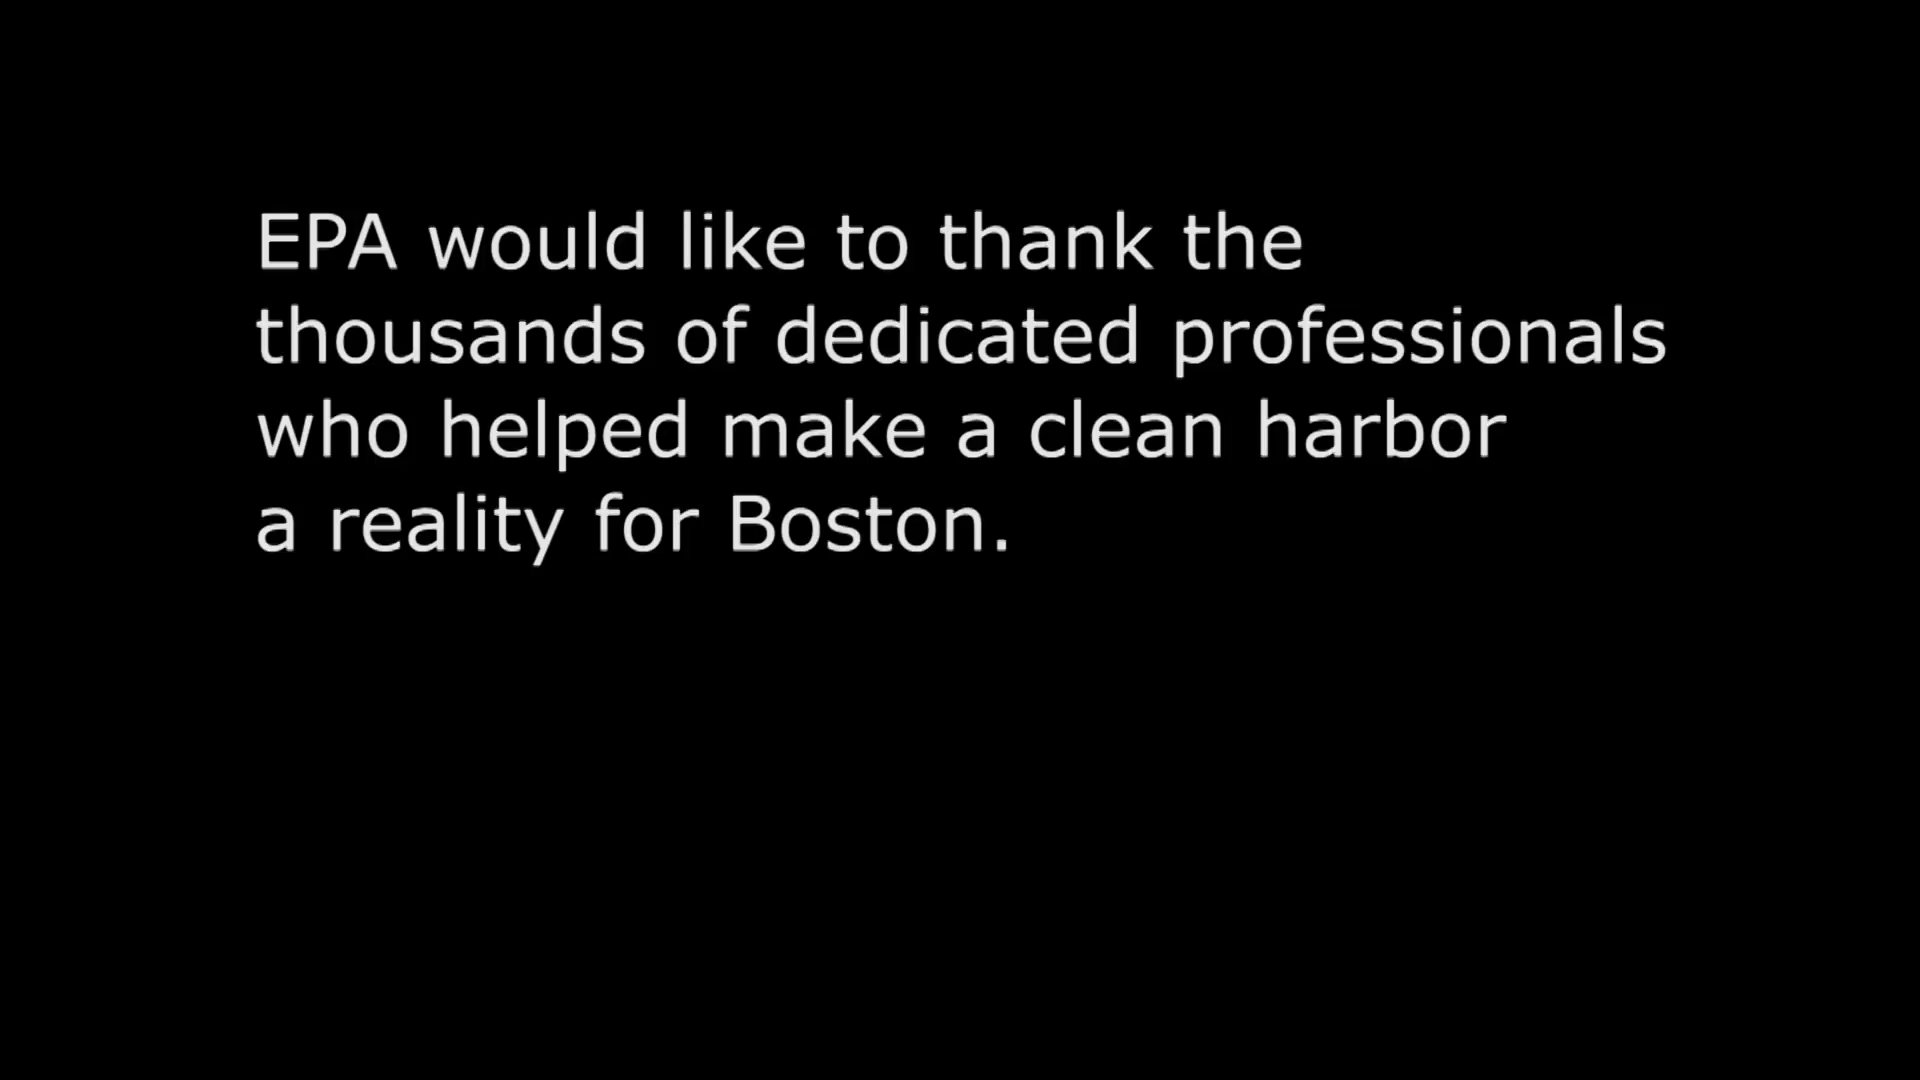 EPA would like to thank the
thousands of dedicated professionals
who helped make a clean harbor
a reality for Boston.